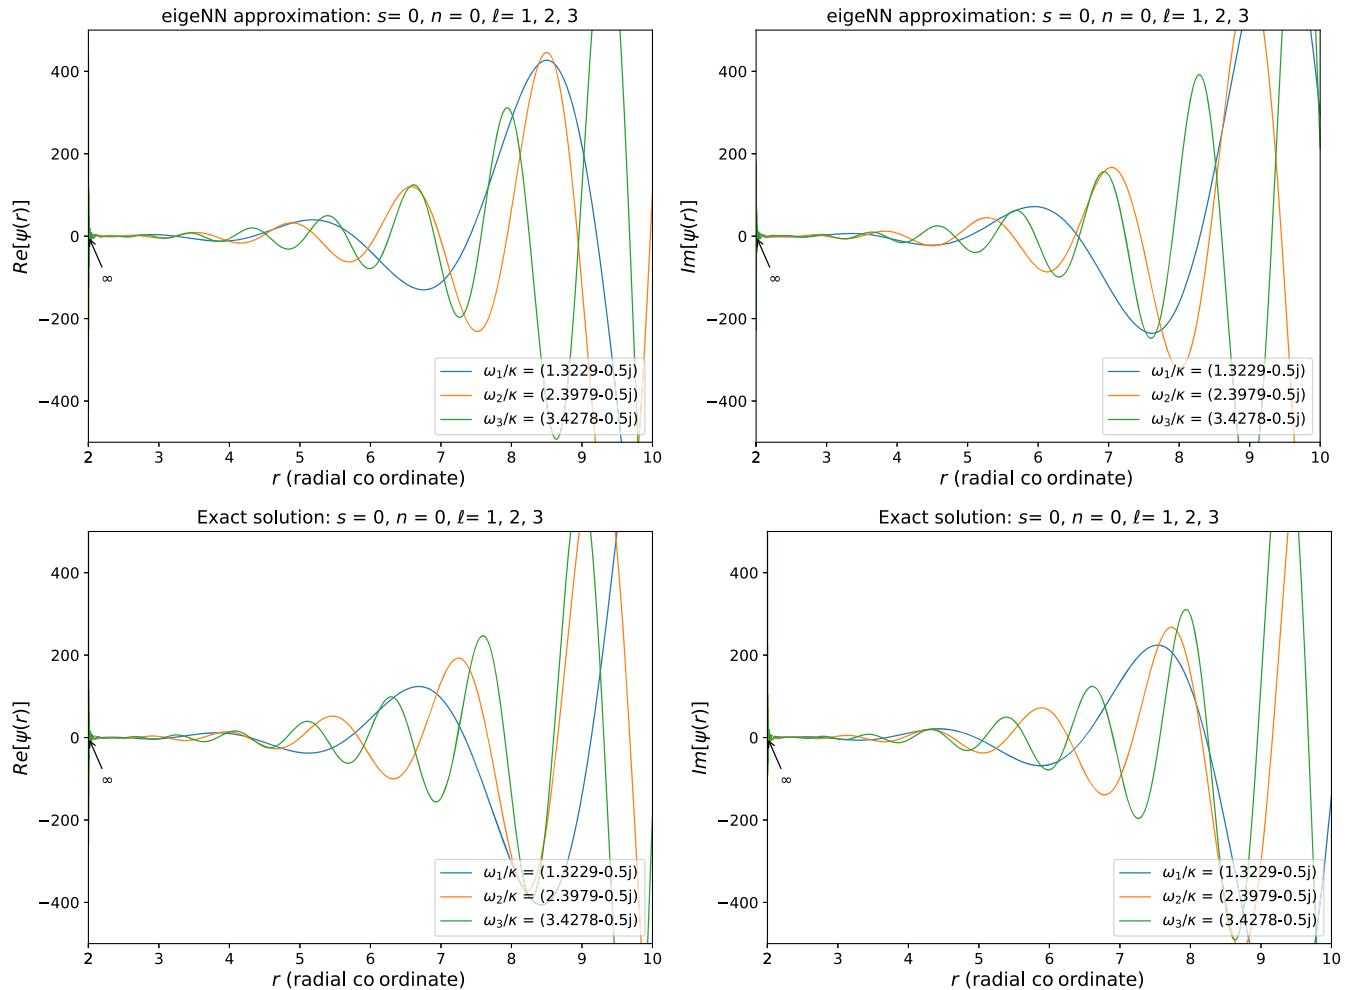 eigeNN approximation: s= 0, n = 0, ℓ= 1, 2, 3
Re[ψ(r)]
400
200
0
−200
−400
∞
ω₁/κ = (1.3229-0.5j)
ω₂/κ = (2.3979-0.5j)
ω₃/κ = (3.4278-0.5j)
2 3 4 5 6 7 8 9 10
r (radial co ordinate)
eigeNN approximation: s= 0, n = 0, ℓ= 1, 2, 3
Im[ψ(r)]
400
200
0
−200
−400
∞
ω₁/κ = (1.3229-0.5j)
ω₂/κ = (2.3979-0.5j)
ω₃/κ = (3.4278-0.5j)
2 3 4 5 6 7 8 9 10
r (radial co ordinate)
Exact solution: s = 0, n = 0, ℓ= 1, 2, 3
Re[ψ(r)]
400
200
0
−200
−400
∞
ω₁/κ = (1.3229-0.5j)
ω₂/κ = (2.3979-0.5j)
ω₃/κ = (3.4278-0.5j)
2 3 4 5 6 7 8 9 10
r (radial co ordinate)
Exact solution: s= 0, n = 0, ℓ= 1, 2, 3
Im[ψ(r)]
400
200
0
−200
−400
∞
ω₁/κ = (1.3229-0.5j)
ω₂/κ = (2.3979-0.5j)
ω₃/κ = (3.4278-0.5j)
2 3 4 5 6 7 8 9 10
r (radial co ordinate)